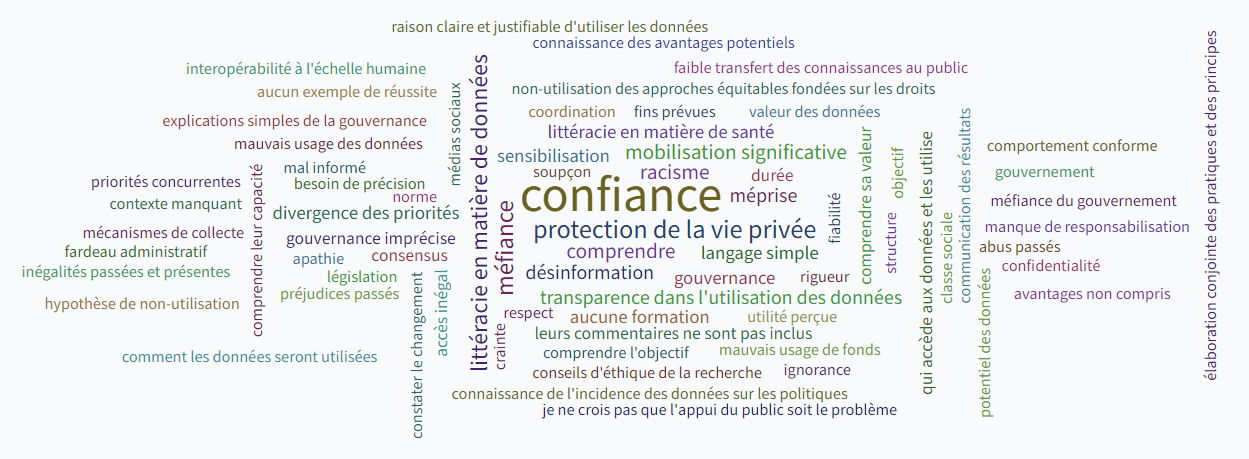 raison claire et justifiable d'utiliser les données
connaissance des avantages potentiels
interopérabilité à l'échelle humaine
faible transfert des connaissances au public
aucun exemple de réussite
non-utilisation des approches équitables fondées sur les droits
médias sociaux
littéracie en matière de données
coordination
fins prévues
valeur des données
explications simples de la gouvernance
littéracie en matière de santé
mauvais usage des données
sensibilisation
mobilisation significative
comportement conforme
mal informé
soupçon
racisme
durée
objectif
gouvernement
priorités concurrentes
besoin de précision
norme
confiance
méprise
méfiance du gouvernement
contexte manquant
divergence des priorités
méfiance
fiabilité
comprendre sa valeur
structure
qui accède aux données et les utilise
communication des résultats
élaboration conjointe des pratiques et des principes
mécanismes de collecte
comprendre leur capacité
gouvernance imprécise
protection de la vie privée
manque de responsabilisation
fardeau administratif
apathie
consensus
comprendre
langage simple
classe sociale
abus passés
inégalités passées et présentes
législation
désinformation
gouvernance
rigueur
confidentialité
hypothèse de non-utilisation
préjudices passés
accès inégal
transparence dans l'utilisation des données
avantages non compris
constater le changement
respect
aucune formation
utilité perçue
potentiel des données
crainte
leurs commentaires ne sont pas inclus
comment les données seront utilisées
comprendre l'objectif
mauvais usage de fonds
conseils d'éthique de la recherche
ignorance
connaissance de l'incidence des données sur les politiques
je ne crois pas que l'appui du public soit le problème